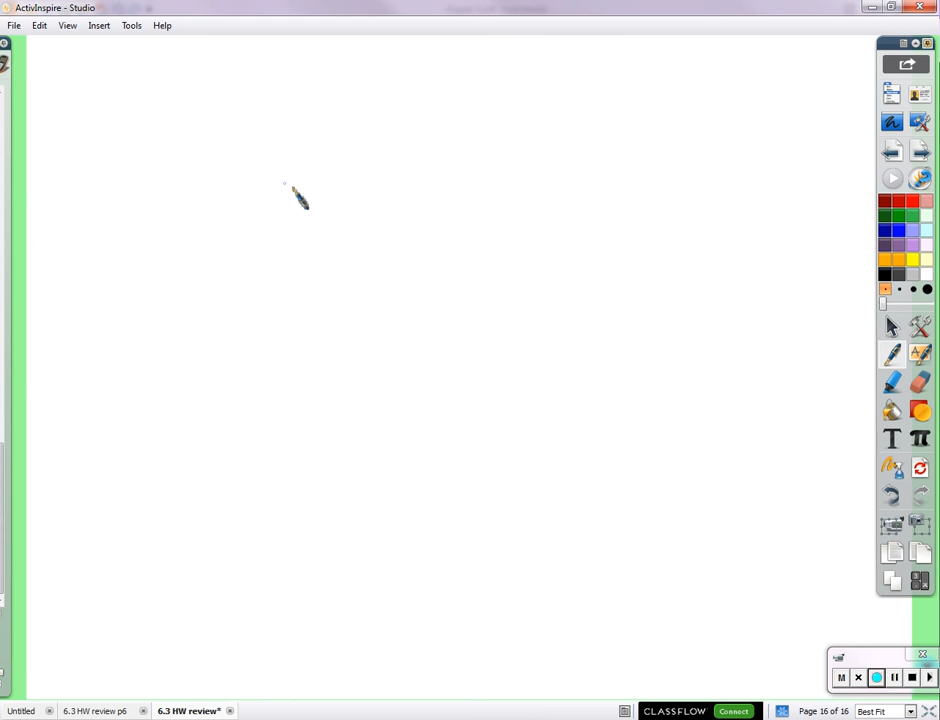 ActivInspire - Studio
File Edit View Insert Tools Help
M
Untitled 6.3 HW review p6 6.3 HW review* CLASSFLOW Connect Page 16 of 16 Best Fit